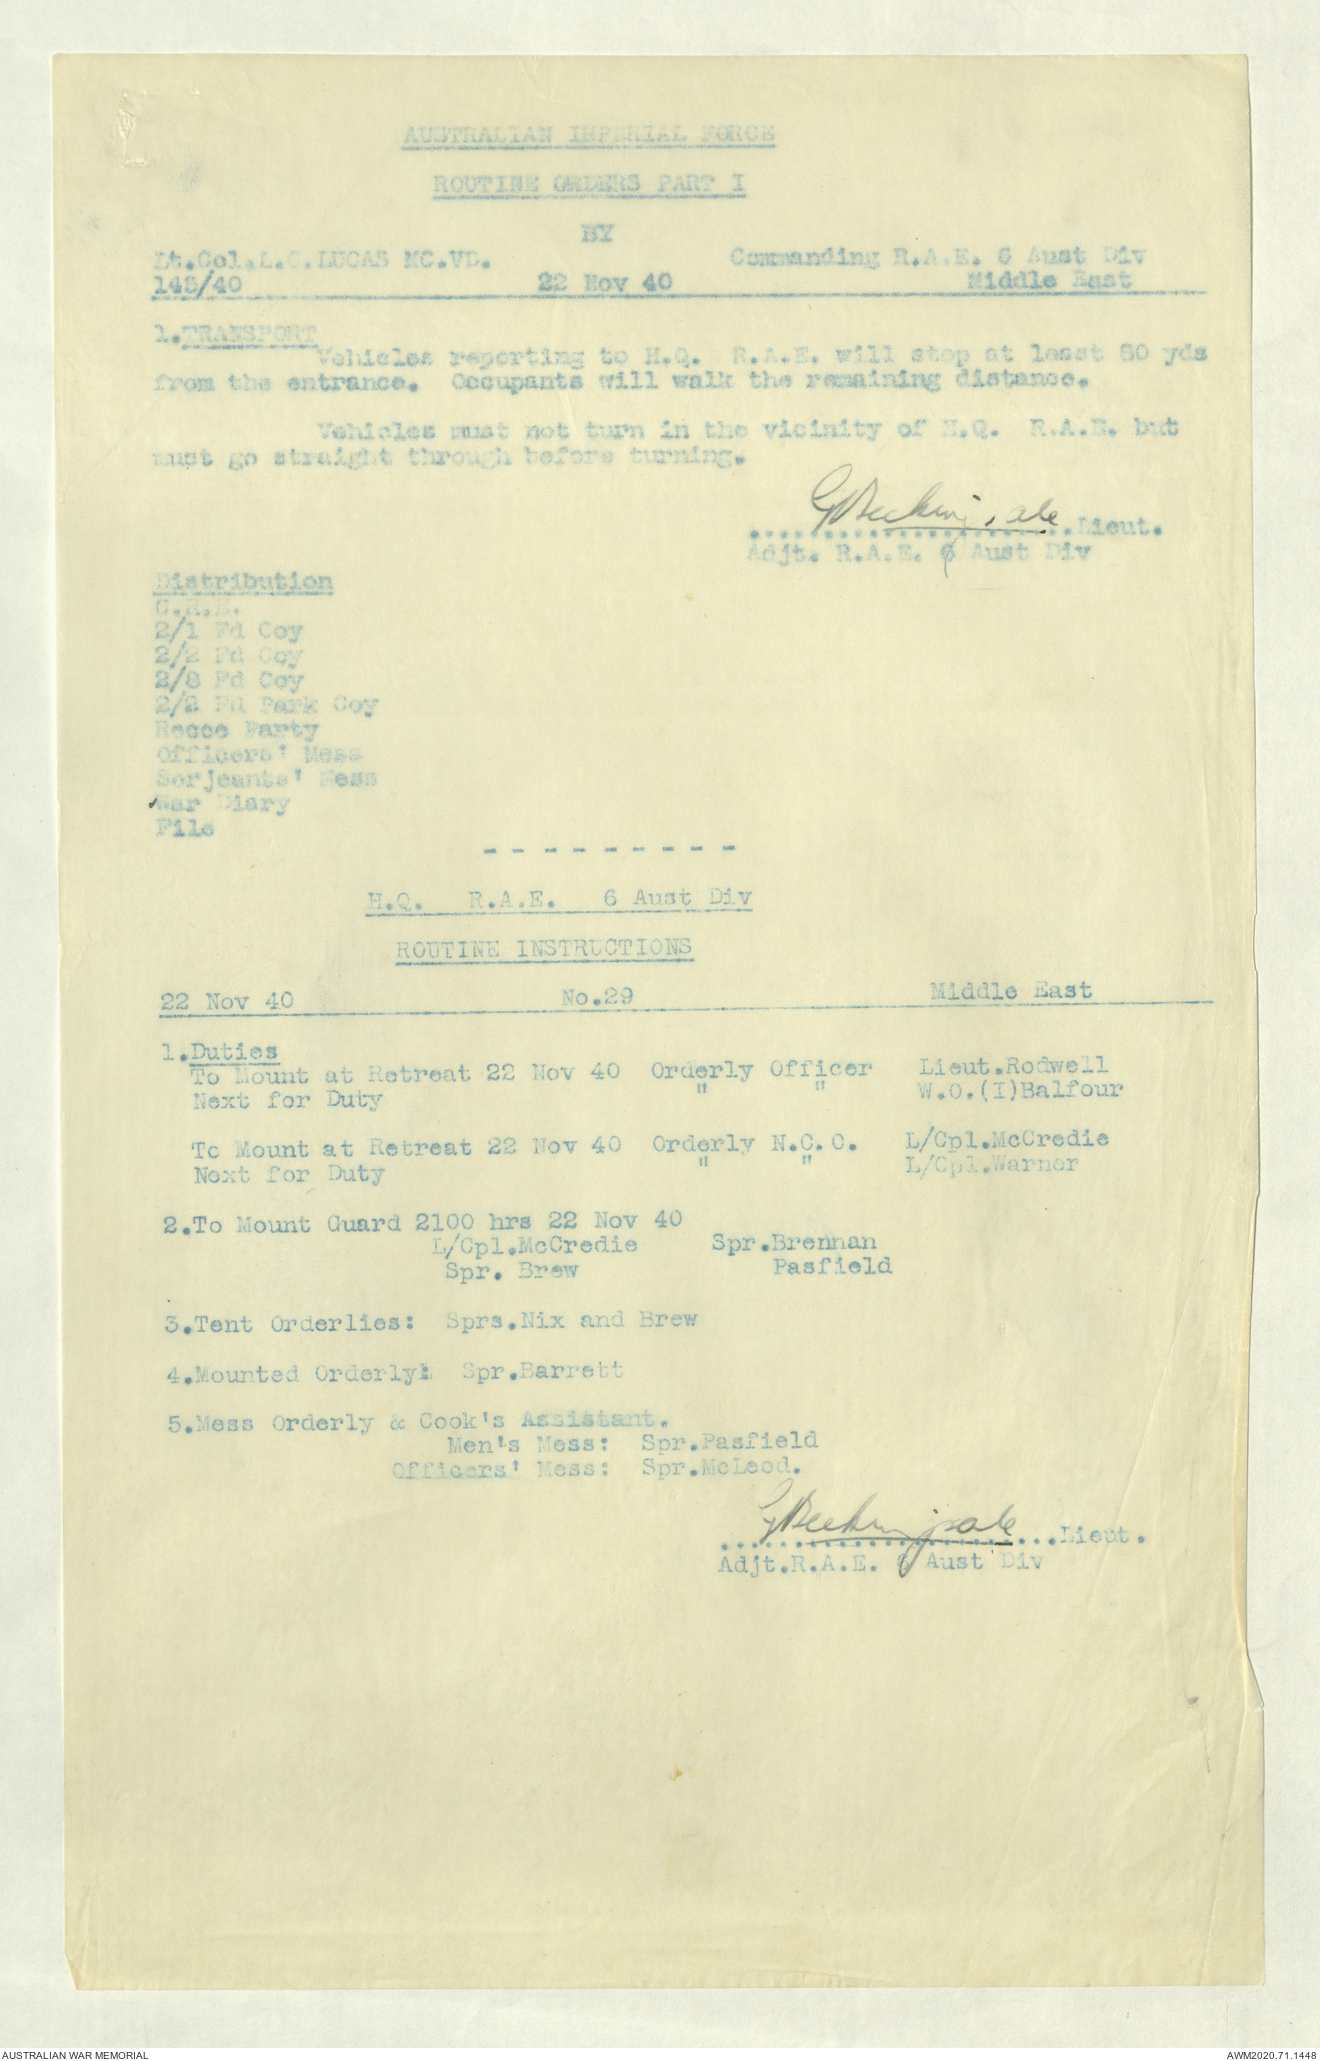 AUSTRALIAN IMPERIAL FORCE
ROUTINE ORDERS PART I
BY
Lt.Col.L.C.LUCAS MC.VD. Commanding R.A.E. 6 Aust Div
145/40 22 Nov 40 Middle East
1.TRANSPORT
Vehicles reporting to H.Q. R.A.E. will stop at least 80 yds
from the entrance. Occupants will walk the remaining distance.
Vehicles must not turn in the vicinity of H.Q. R.A.E. but
must go straight through before turning.
GBeckingsale
......................Lieut.
Adjt. R.A.E. 6 Aust Div
Distribution
C.R.E.
2/1 Fd Coy
2/2 Fd Coy
2/8 Fd Coy
2/2 Fd Park Coy
Recce Party
Officers' Mess
Serjeants' Mess
✓War Diary
File
- - - - - - - - -
H.Q. R.A.E. 6 Aust Div
ROUTINE INSTRUCTIONS
22 Nov 40 No.29 Middle East
1.Duties
To Mount at Retreat 22 Nov 40 Orderly Officer Lieut.Rodwell
Next for Duty " " W.O.(I)Balfour
To Mount at Retreat 22 Nov 40 Orderly N.C.O. L/Cpl.McCredie
Next for Duty " " L/Cpl.Warner
2.To Mount Guard 2100 hrs 22 Nov 40
L/Cpl.McCredie Spr.Brennan
Spr. Brew Pasfield
3.Tent Orderlies: Sprs.Nix and Brew
4.Mounted Orderly: Spr.Barrett
5.Mess Orderly & Cook's Assistant.
Men's Mess: Spr.Pasfield
Officers' Mess: Spr.McLeod.
GBeckingsale
.......................Lieut.
Adjt.R.A.E. 6 Aust Div
AUSTRALIAN WAR MEMORIAL AWM2020.71.1448